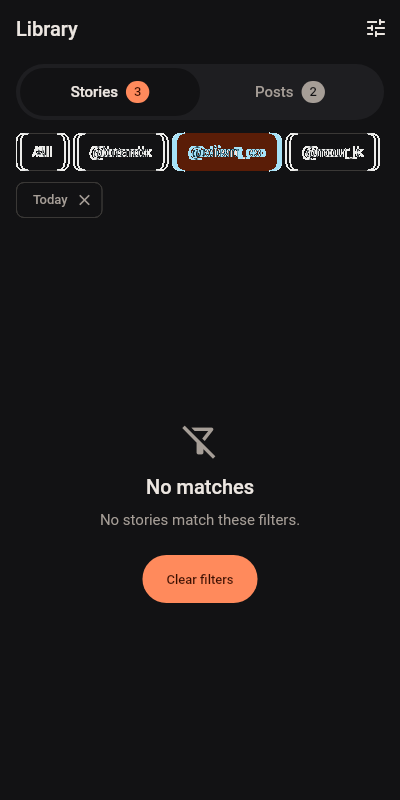 Library
Stories 3
Posts 2
All
Today
No matches
No stories match these filters.
Clear filters